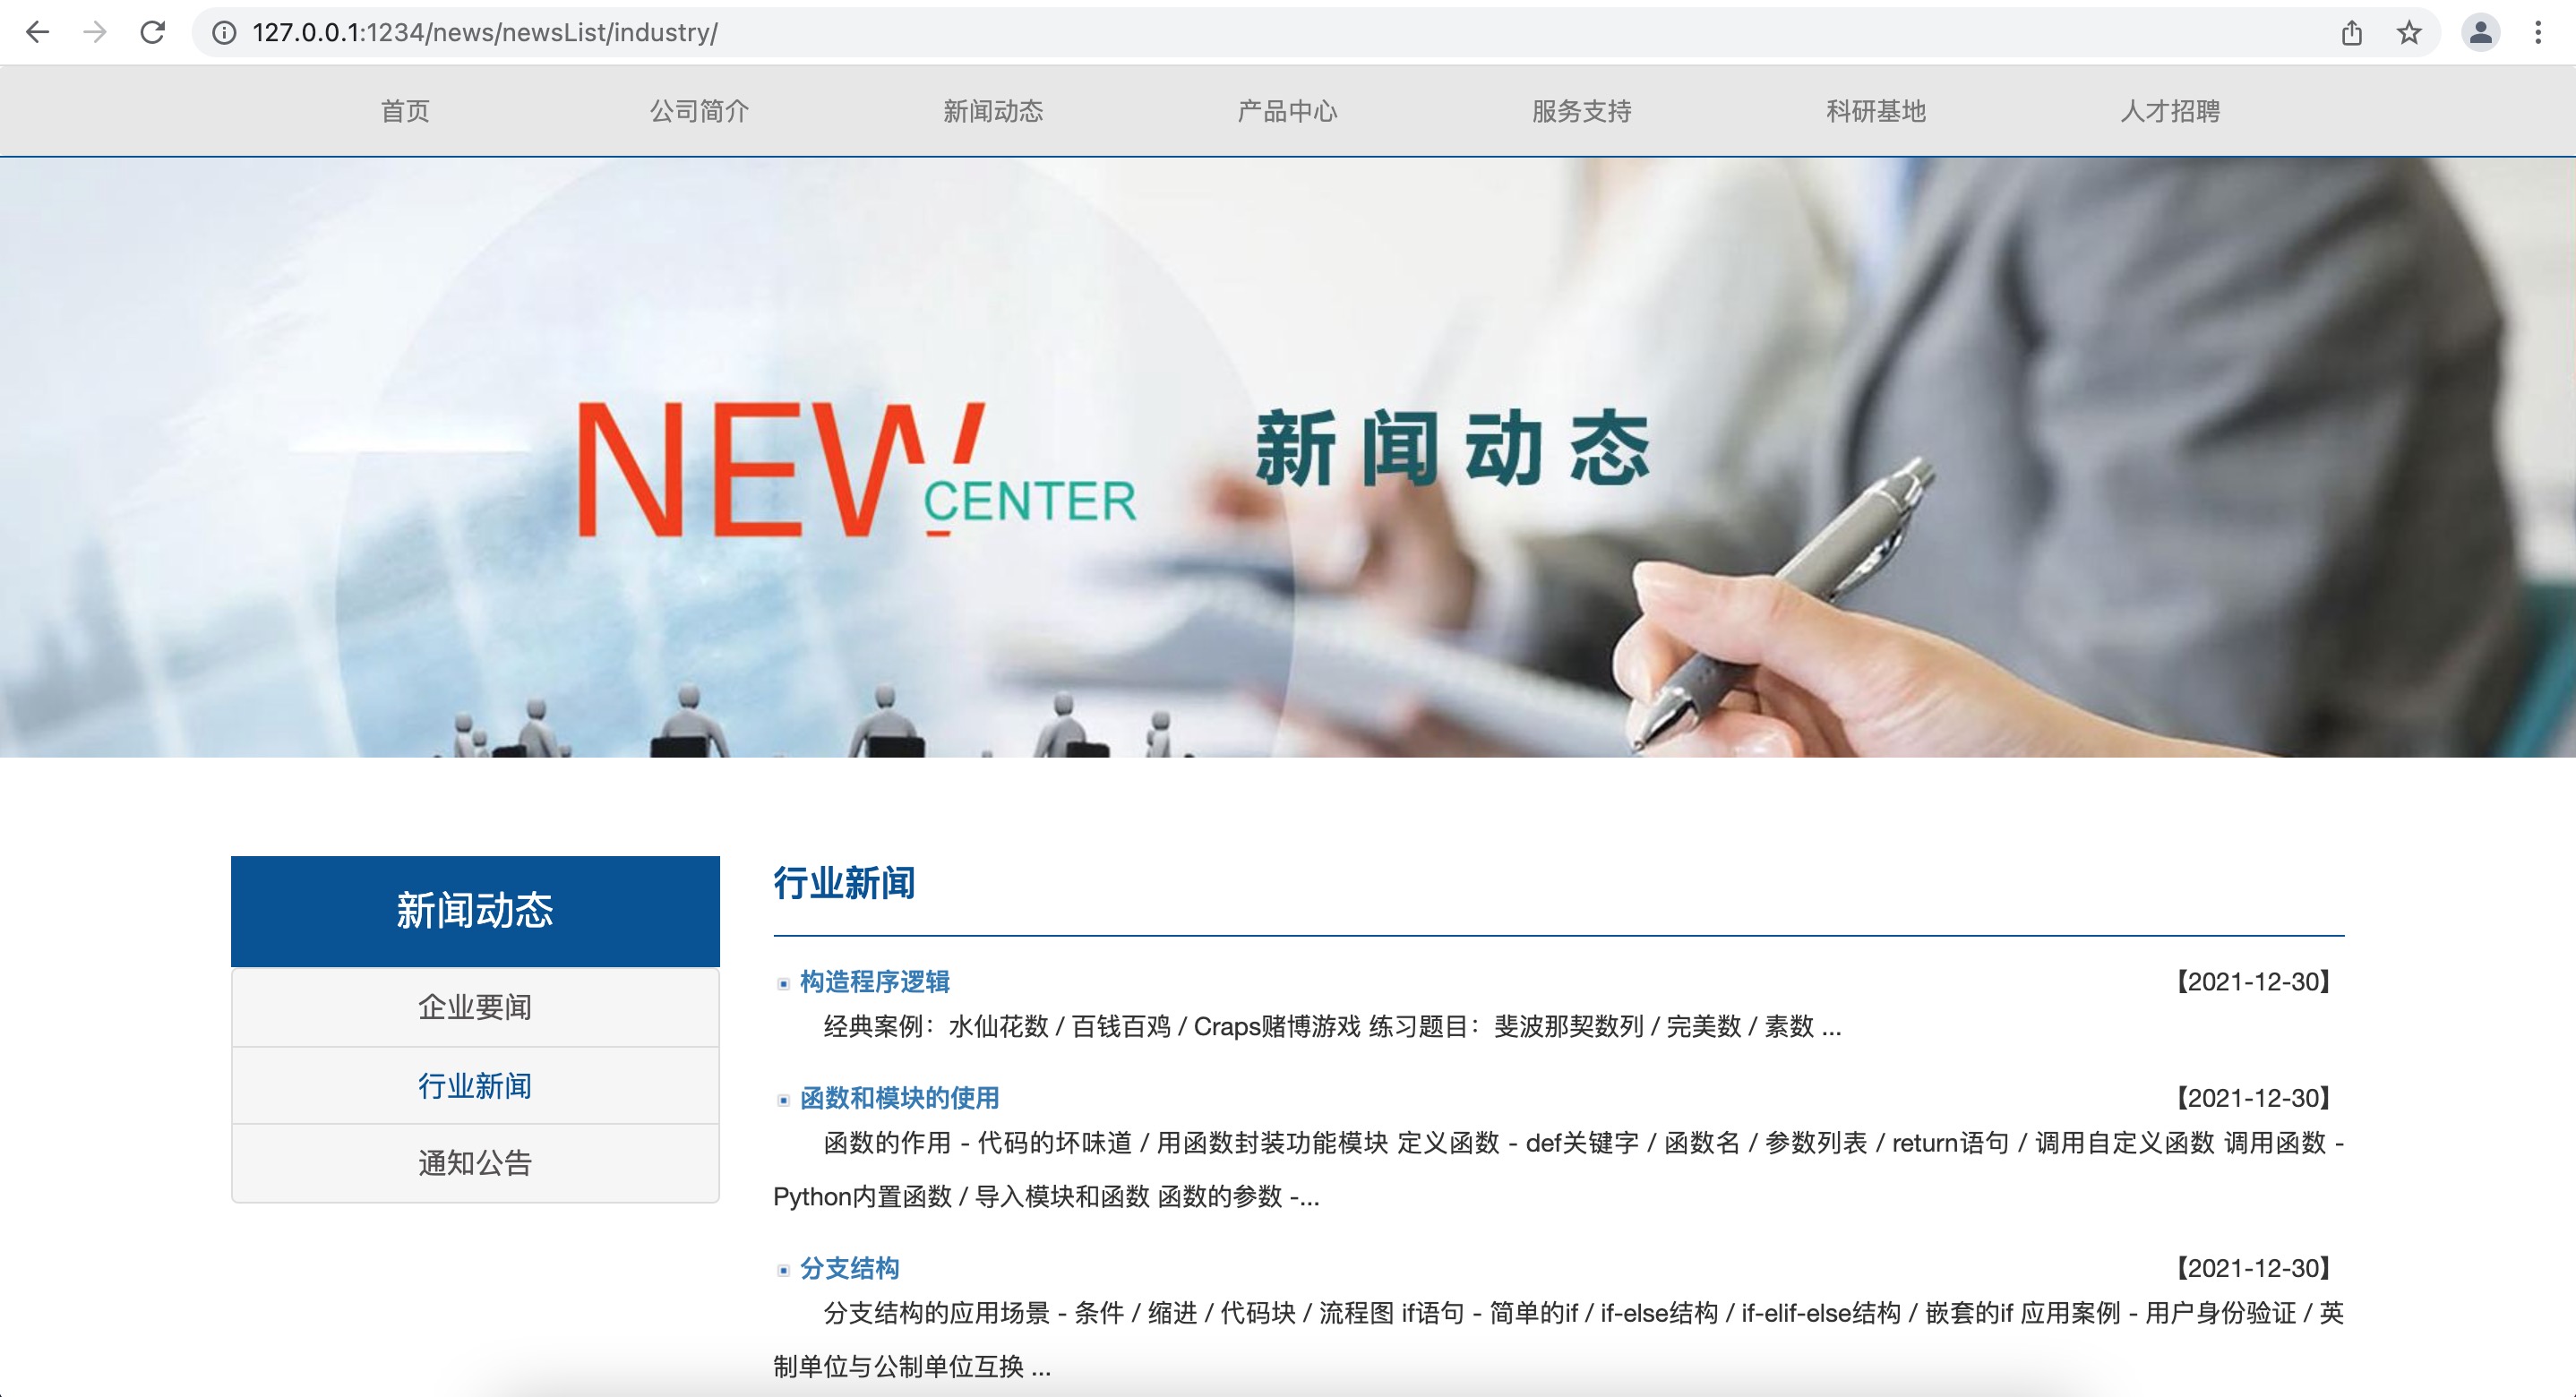 127.0.0.1:1234/news/newsList/industry/
首页 公司简介 新闻动态 产品中心 服务支持 科研基地 人才招聘
NEW CENTER 新闻动态
新闻动态
企业要闻
行业新闻
通知公告
行业新闻
构造程序逻辑 【2021-12-30】
经典案例：水仙花数 / 百钱百鸡 / Craps赌博游戏 练习题目：斐波那契数列 / 完美数 / 素数 ...
函数和模块的使用 【2021-12-30】
函数的作用 - 代码的坏味道 / 用函数封装功能模块 定义函数 - def关键字 / 函数名 / 参数列表 / return语句 / 调用自定义函数 调用函数 -
Python内置函数 / 导入模块和函数 函数的参数 -...
分支结构 【2021-12-30】
分支结构的应用场景 - 条件 / 缩进 / 代码块 / 流程图 if语句 - 简单的if / if-else结构 / if-elif-else结构 / 嵌套的if 应用案例 - 用户身份验证 / 英
制单位与公制单位互换 ...